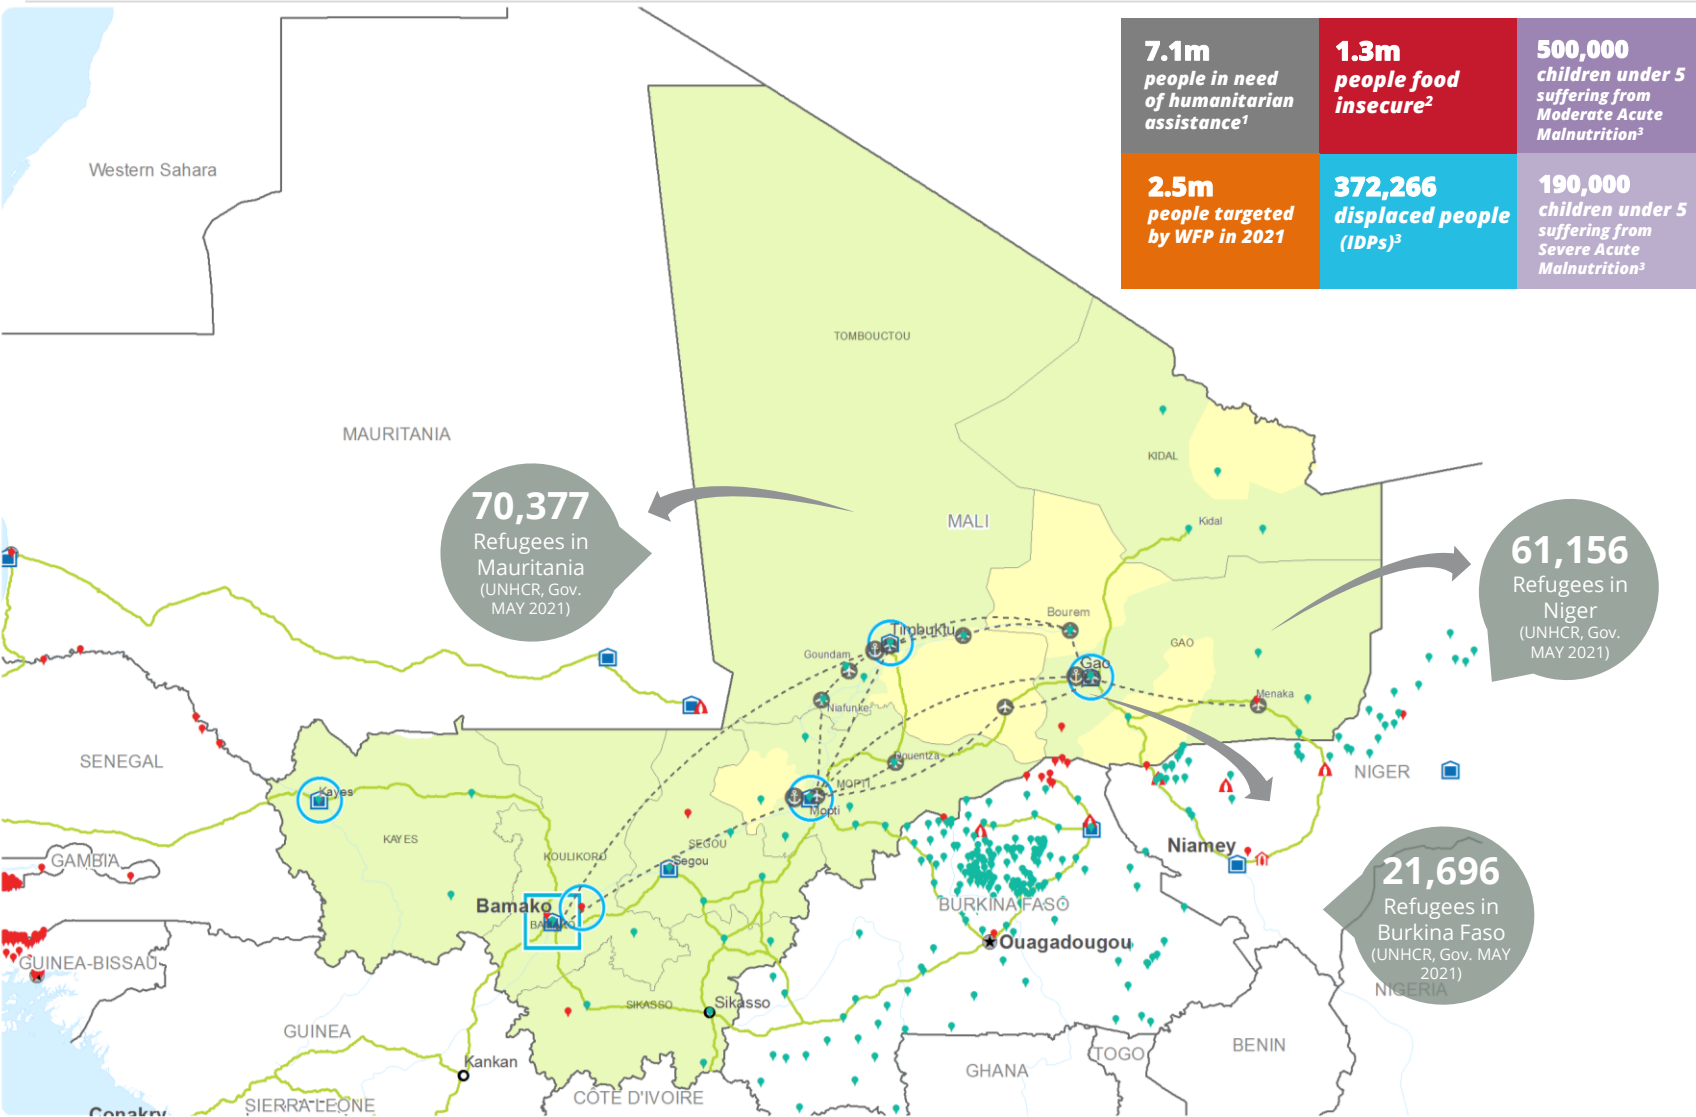 7.1m
people in need
of humanitarian
assistance¹
1.3m
people food
insecure²
500,000
children under 5
suffering from
Moderate Acute
Malnutrition³
2.5m
people targeted
by WFP in 2021
372,266
displaced people
(IDPs)³
190,000
children under 5
suffering from
Severe Acute
Malnutrition³
Western Sahara
TOMBOUCTOU
MAURITANIA
KIDAL
70,377
Refugees in
Mauritania
(UNHCR, Gov.
MAY 2021)
MALI
Kidal
61,156
Refugees in
Niger
(UNHCR, Gov.
MAY 2021)
Bourem
Timbuktu
Goundam
GAO
Gao
Menaka
Niafunke
SENEGAL
Douentza
NIGER
MOPTI
Mopti
Kayes
KAYES
SEGOU
KOULIKORO
Segou
Niamey
GAMBIA
21,696
Refugees in
Burkina Faso
(UNHCR, Gov. MAY
2021)
Bamako
BAMAKO
BURKINA FASO
Ouagadougou
GUINEA-BISSAU
NIGERIA
SIKASSO
Sikasso
GUINEA
BENIN
TOGO
Kankan
GHANA
CÔTE D'IVOIRE
SIERRA LEONE
Conakry